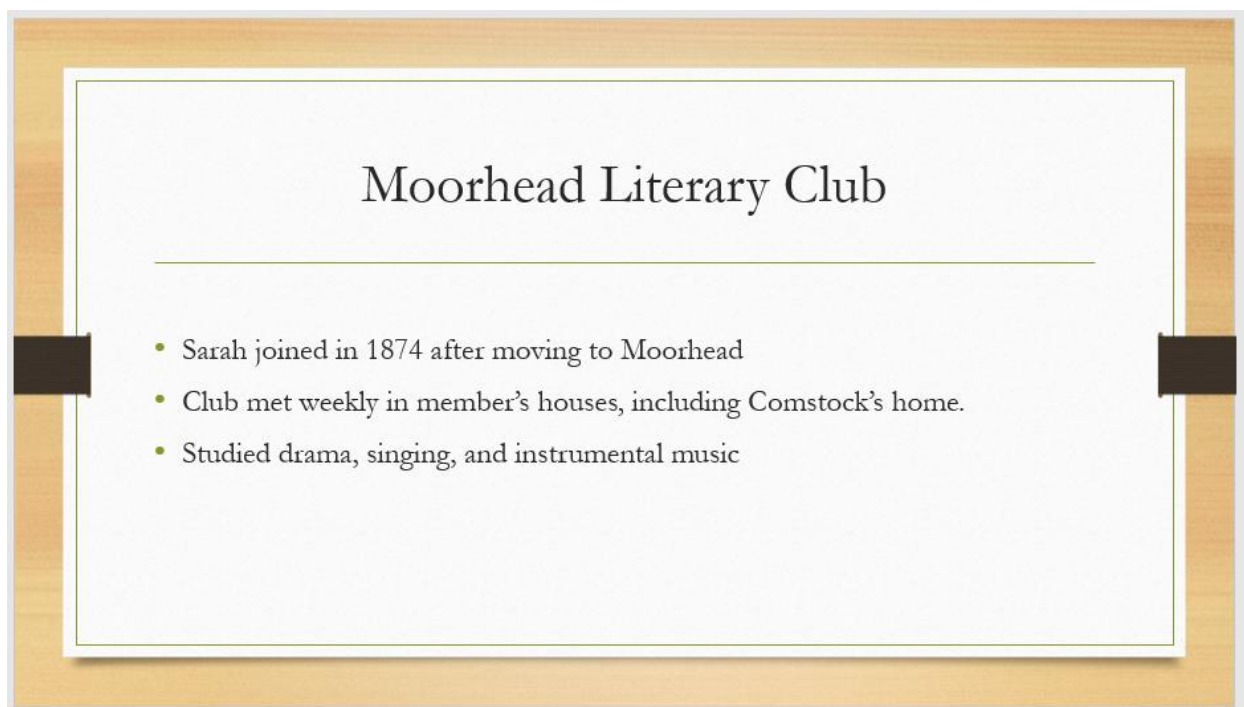 Moorhead Literary Club
• Sarah joined in 1874 after moving to Moorhead
• Club met weekly in member’s houses, including Comstock’s home.
• Studied drama, singing, and instrumental music